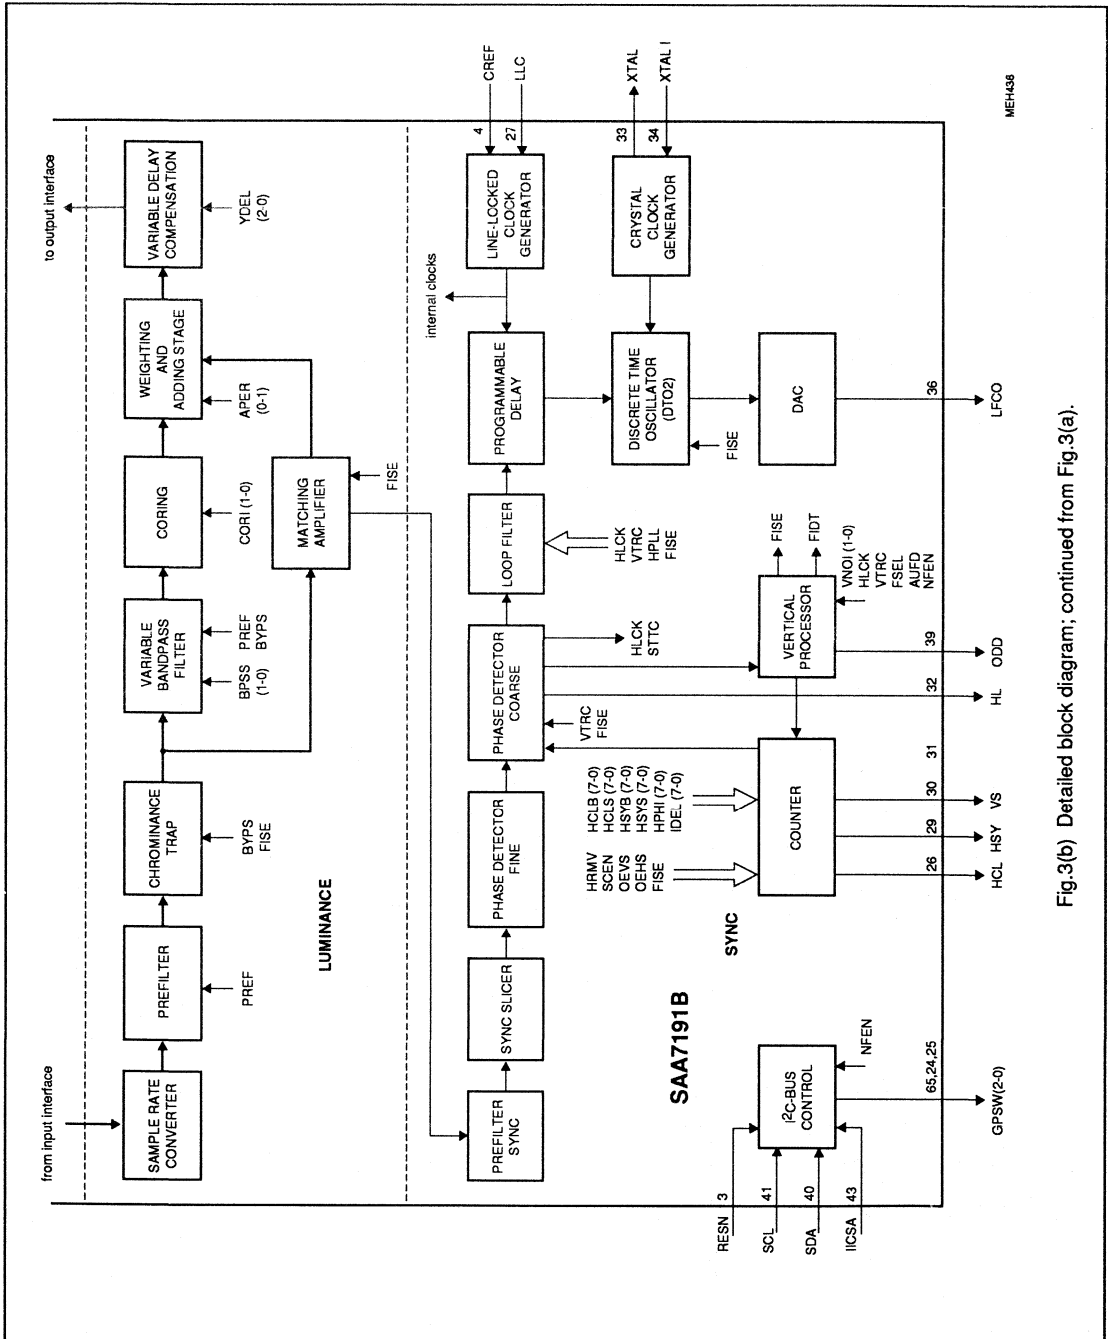 from input interface
SAMPLE RATE
CONVERTER
PREFILTER
PREF
CHROMINANCE
TRAP
BYPS
FISE
VARIABLE
BANDPASS
FILTER
BPSS
(1-0)
PREF
BYPS
CORING
CORI (1-0)
WEIGHTING
AND
ADDING STAGE
APER
(0-1)
MATCHING
AMPLIFIER
FISE
VARIABLE DELAY
COMPENSATION
YDEL
(2-0)
to output interface
LUMINANCE
PREFILTER
SYNC
SYNC SLICER
PHASE DETECTOR
FINE
PHASE DETECTOR
COARSE
VTRC
FISE
HLCK
STTC
LOOP FILTER
HLCK
VTRC
HPLL
FISE
PROGRAMMABLE
DELAY
internal clocks
LINE-LOCKED
CLOCK
GENERATOR
4
CREF
27
LLC
CRYSTAL
CLOCK
GENERATOR
33
XTAL
34
XTAL I
DISCRETE TIME
OSCILLATOR
(DTO2)
FISE
DAC
36
LFCO
VERTICAL
PROCESSOR
FISE
FIDT
VNOI (1-0)
HLCK
VTRC
FSEL
AUFD
NFEN
39
ODD
32
HL
31
COUNTER
HRMV
SCEN
OEVS
OEHS
FISE
HCLB (7-0)
HCLS (7-0)
HSYB (7-0)
HSYS (7-0)
HPHI (7-0)
IDEL (7-0)
26
HCL
29
HSY
30
VS
SYNC
SAA7191B
RESN
3
SCL
41
SDA
40
IICSA
43
I2C-BUS
CONTROL
NFEN
65,24,25
GPSW(2-0)
MEH436
Fig.3(b) Detailed block diagram; continued from Fig.3(a).